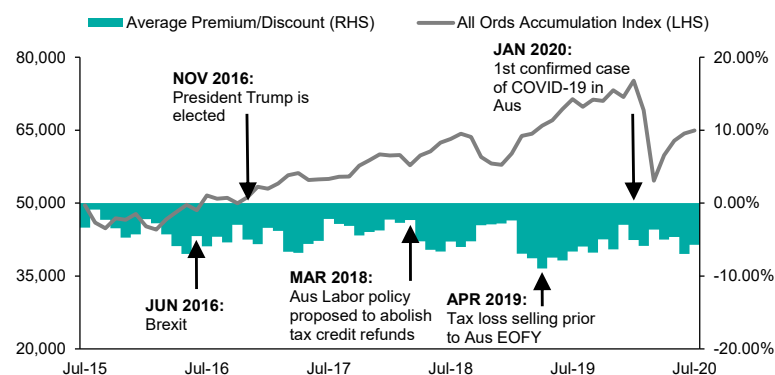 Average Premium/Discount (RHS)
All Ords Accumulation Index (LHS)
80,000
65,000
50,000
35,000
20,000
20.00%
10.00%
0.00%
-10.00%
-20.00%
NOV 2016:
President Trump is
elected
JAN 2020:
1st confirmed case
of COVID-19 in
Aus
JUN 2016:
Brexit
MAR 2018:
Aus Labor policy
proposed to abolish
tax credit refunds
APR 2019:
Tax loss selling prior
to Aus EOFY
Jul-15
Jul-16
Jul-17
Jul-18
Jul-19
Jul-20